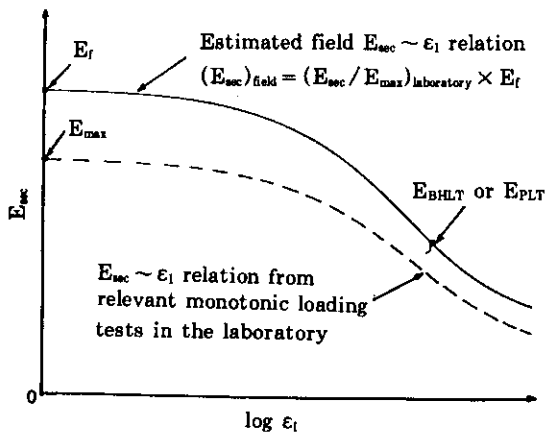 E_f
Estimated field E_sec ~ ε_1 relation
(E_sec)_field = (E_sec / E_max)_laboratory × E_f
E_max
E_sec
E_BHLT or E_PLT
E_sec ~ ε_1 relation from
relevant monotonic loading
tests in the laboratory
0
log ε_1